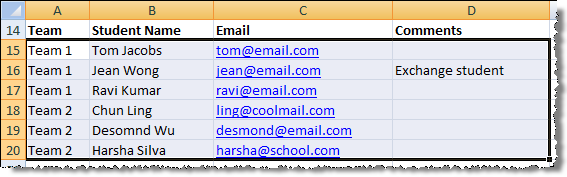 A B C D
14 Team Student Name Email Comments
15 Team 1 Tom Jacobs tom@email.com
16 Team 1 Jean Wong jean@email.com Exchange student
17 Team 1 Ravi Kumar ravi@email.com
18 Team 2 Chun Ling ling@coolmail.com
19 Team 2 Desomnd Wu desmond@email.com
20 Team 2 Harsha Silva harsha@school.com